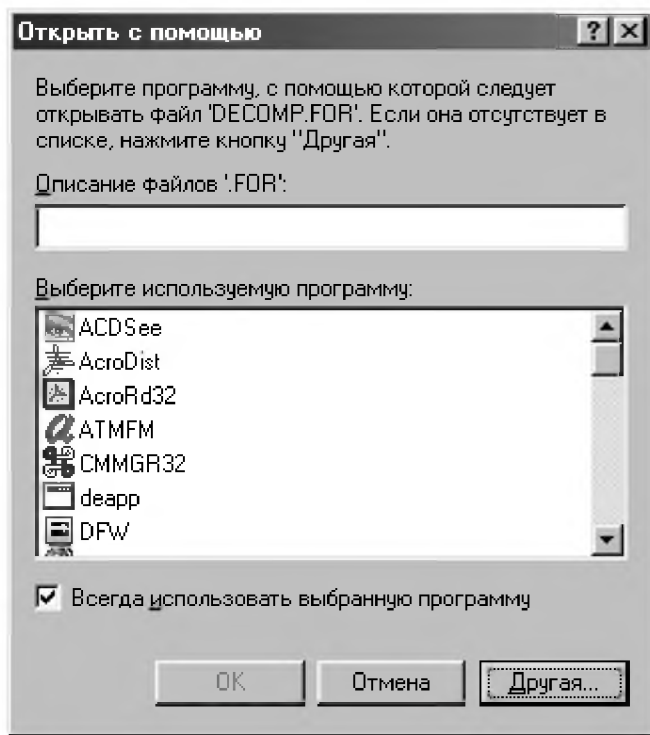 Открыть с помощью
Выберите программу, с помощью которой следует
открывать файл 'DECOMP.FOR'. Если она отсутствует в
списке, нажмите кнопку "Другая".
Описание файлов '.FOR':
Выберите используемую программу:
ACDSee
AcroDist
AcroRd32
ATMFM
CMMGR32
deapp
DFW
Всегда использовать выбранную программу
OK
Отмена
Другая...